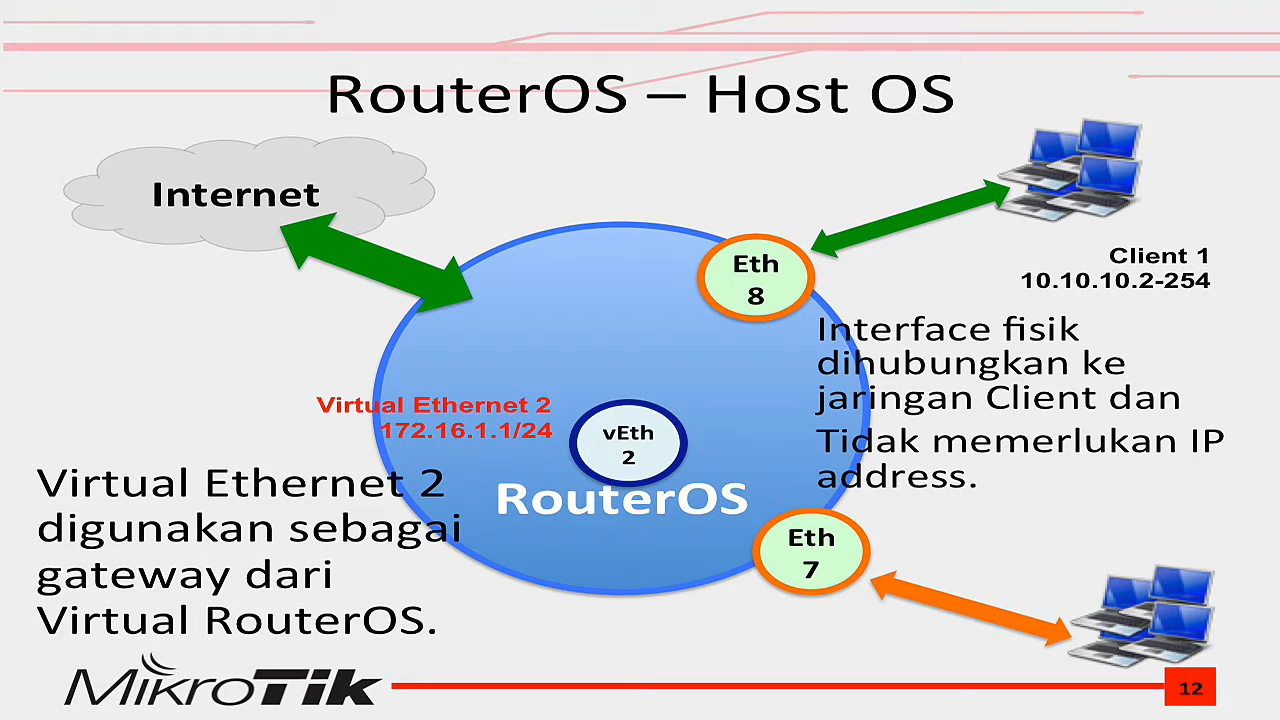 RouterOS – Host OS
Internet
Eth
8
Client 1
10.10.10.2-254
Interface fisik
dihubungkan ke
jaringan Client dan
Tidak memerlukan IP
address.
Virtual Ethernet 2
172.16.1.1/24
vEth
2
RouterOS
Virtual Ethernet 2
digunakan sebagai
gateway dari
Virtual RouterOS.
Eth
7
MikroTik
12